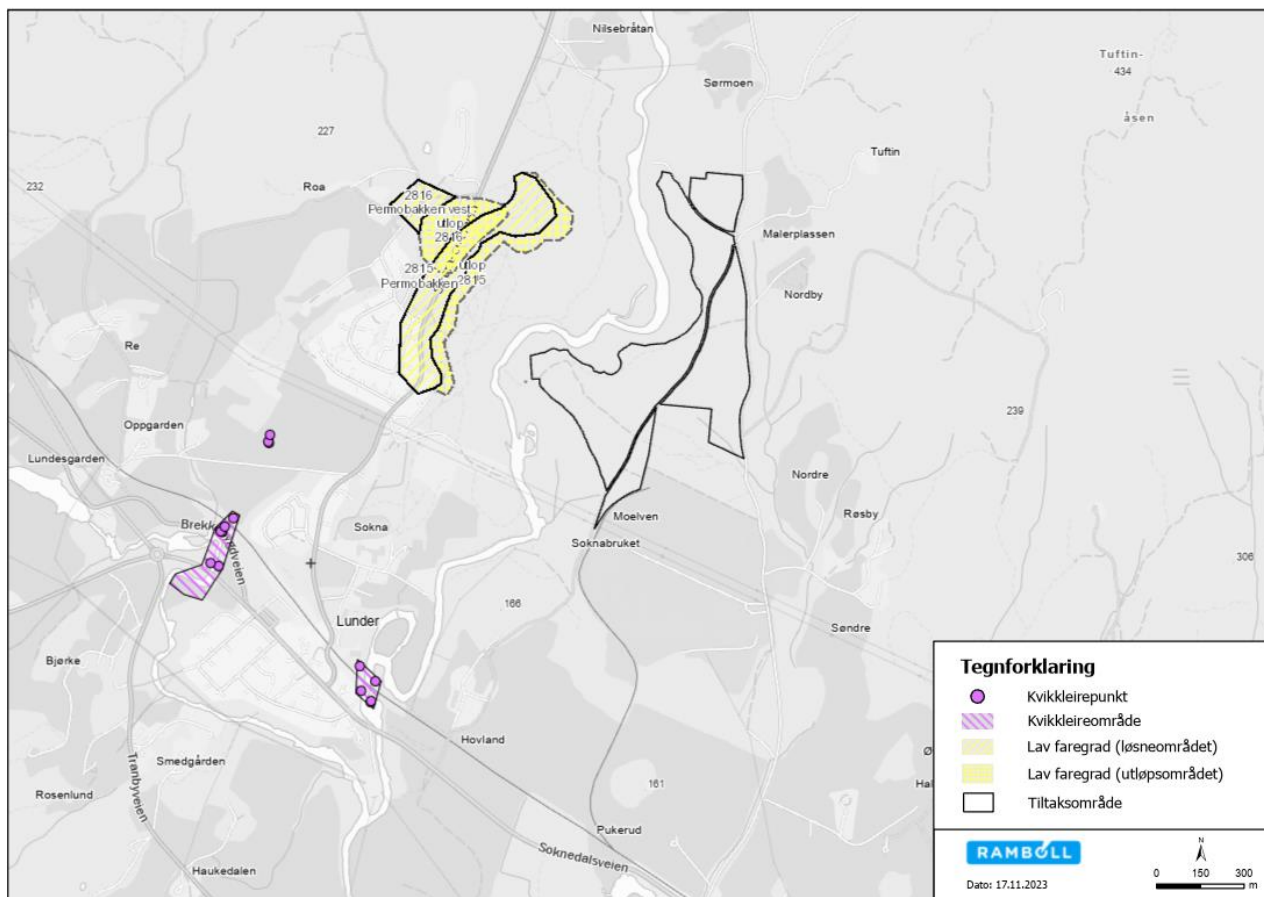 Nilsebråtan
Tuftin-
434
åsen
Sørmoen
227
Tuftin
232
Roa
2816
Permobakken vest
utløp
2816
Malerplassen
2815
utløp
Permobakken
2815
Nordby
Re
239
Oppgarden
Lundesgarden
Nordre
Røsby
Moelven
Sokna
Soknabruket
306
166
Lunder
Søndre
Bjørke
Hovland
Smedgården
Tranbyveien
Rosenlund
161
Pukerud
Soknedalsveien
Haukedalen
Tegnforklaring
Kvikkleirepunkt
Kvikkleireområde
Lav faregrad (løsneområdet)
Lav faregrad (utløpsområdet)
Tiltaksområde
RAMBOLL
N
Dato: 17.11.2023
0 150 300
m